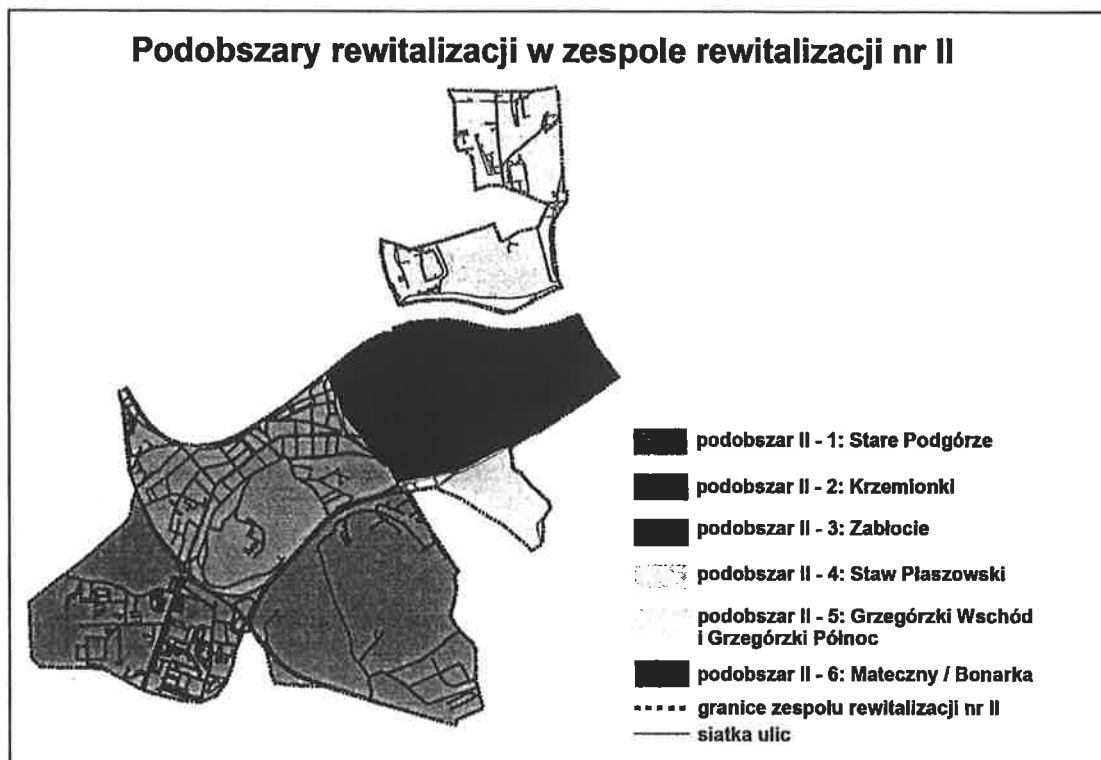 Podobszary rewitalizacji w zespole rewitalizacji nr II
podobszar II - 1: Stare Podgórze
podobszar II - 2: Krzemionki
podobszar II - 3: Zabłocie
podobszar II - 4: Staw Płaszowski
podobszar II - 5: Grzegórzki Wschód
i Grzegórzki Północ
podobszar II - 6: Mateczny / Bonarka
granice zespołu rewitalizacji nr II
siatka ulic